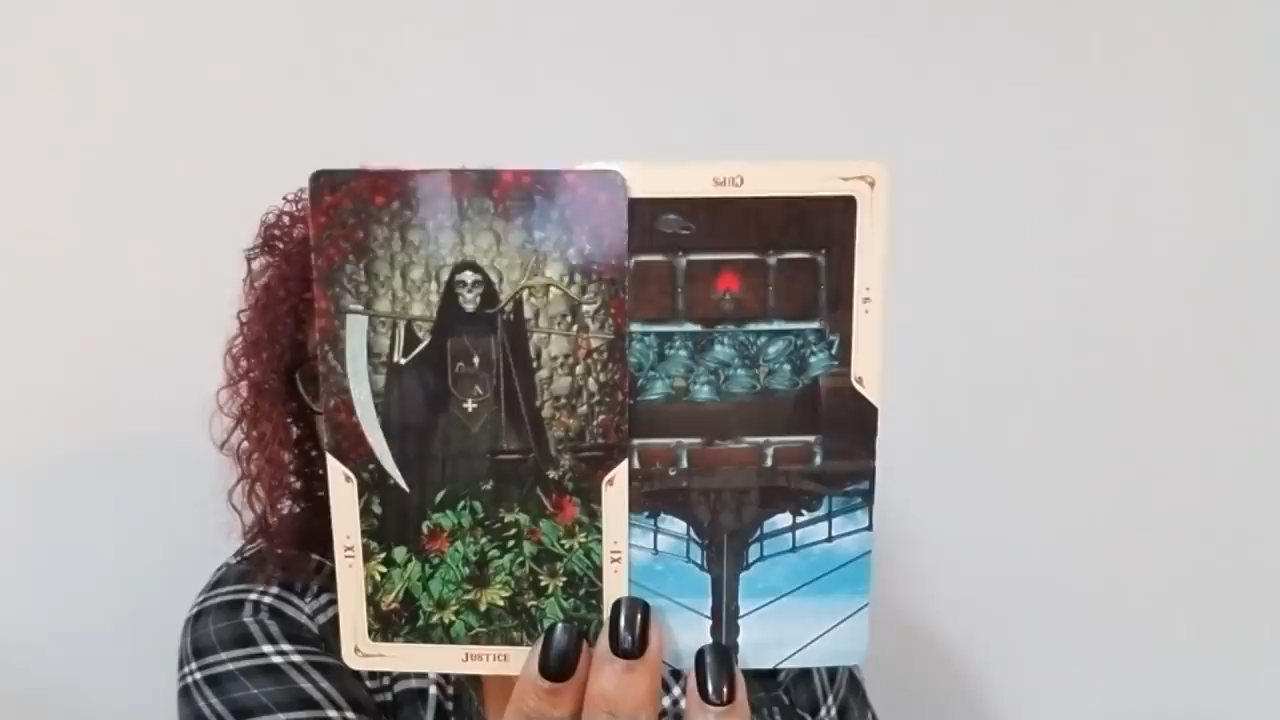 CUPS
• 9 •
• XI •
• XI •
JUSTICE